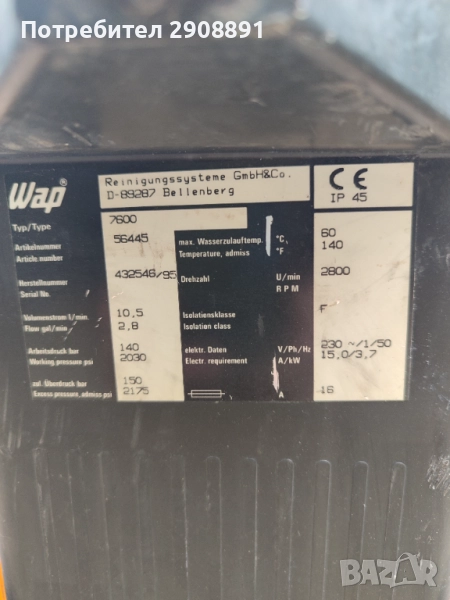 Потребител 2908891
Wap®
Reinigungssysteme GmbH&Co.
D-89287 Bellenberg
CE
IP 45
Typ/Type
7600
Artikelnummer
Article number
56445
max. Wasserzulauftemp. °C,
Temperature, admiss °F
60
140
Herstellnummer
Serial No.
432546/95
Drehzahl U/min
R P M
2800
Volumenstrom l/min.
Flow gal/min
10,5
2,8
Isolationsklasse
Isolation class
F
Arbeitsdruck bar
Working pressure psi
140
2030
elektr. Daten V/Ph/Hz
Electr. requirement A/kW
230 ~/1/50
15,0/3,7
zul. Überdruck bar
Excess pressure, admiss psi
150
2175
A
16
BAZAR